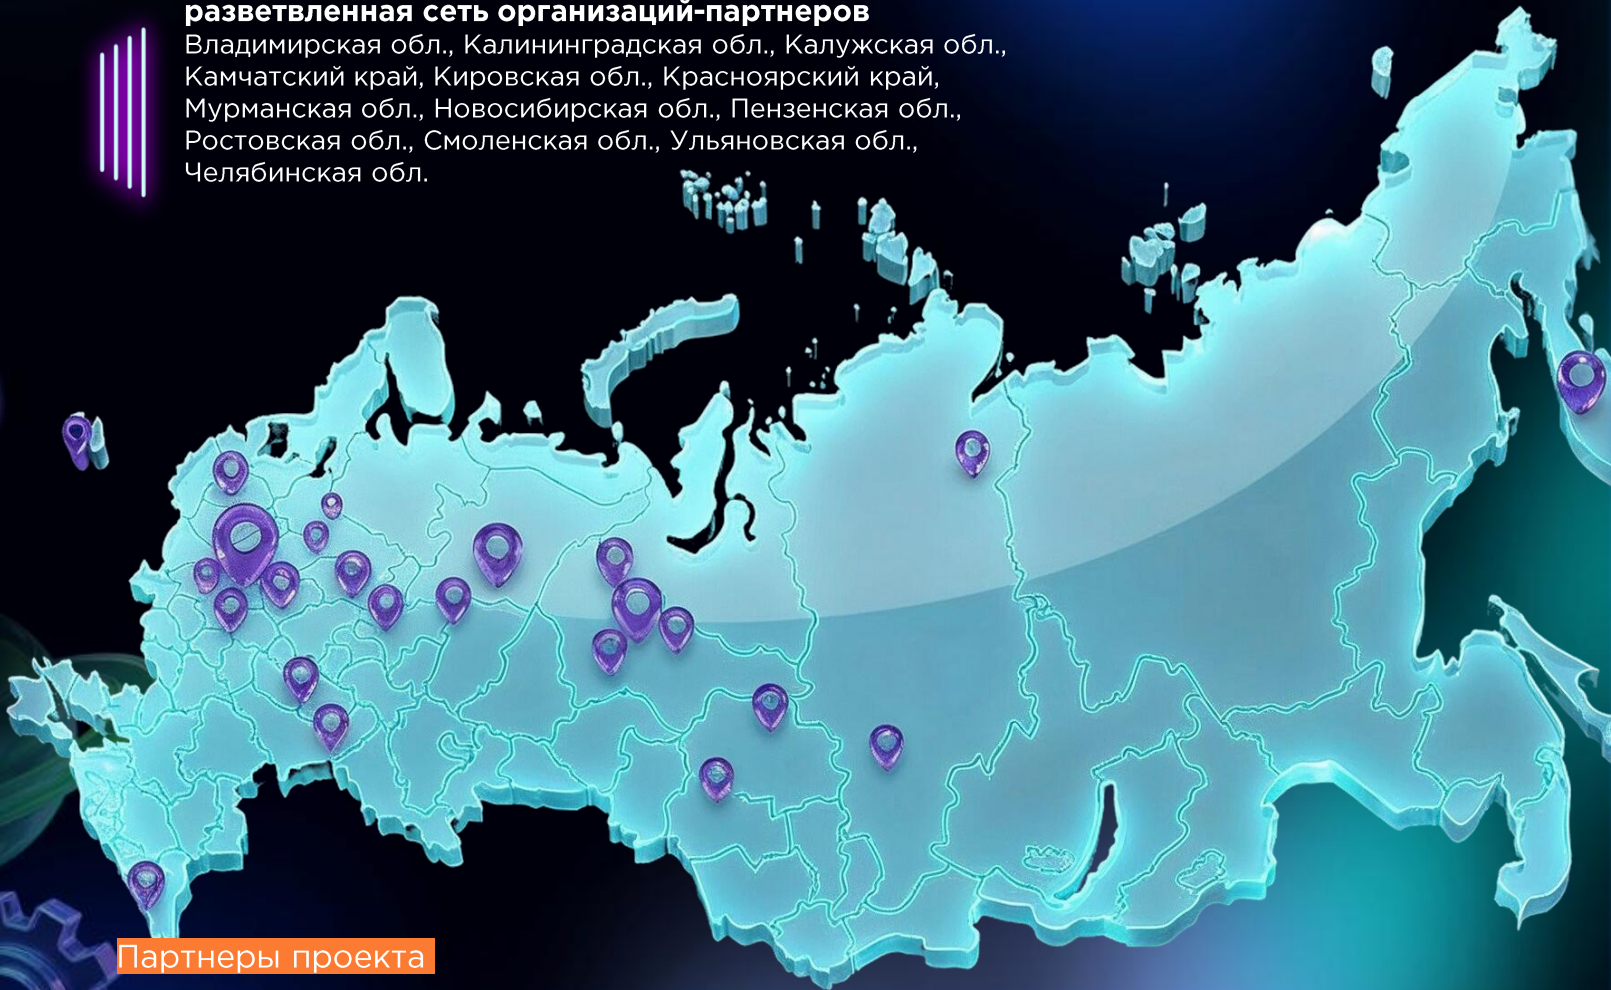 разветвленная сеть организаций-партнеров
Владимирская обл., Калининградская обл., Калужская обл.,
Камчатский край, Кировская обл., Красноярский край,
Мурманская обл., Новосибирская обл., Пензенская обл.,
Ростовская обл., Смоленская обл., Ульяновская обл.,
Челябинская обл.
Партнеры проекта